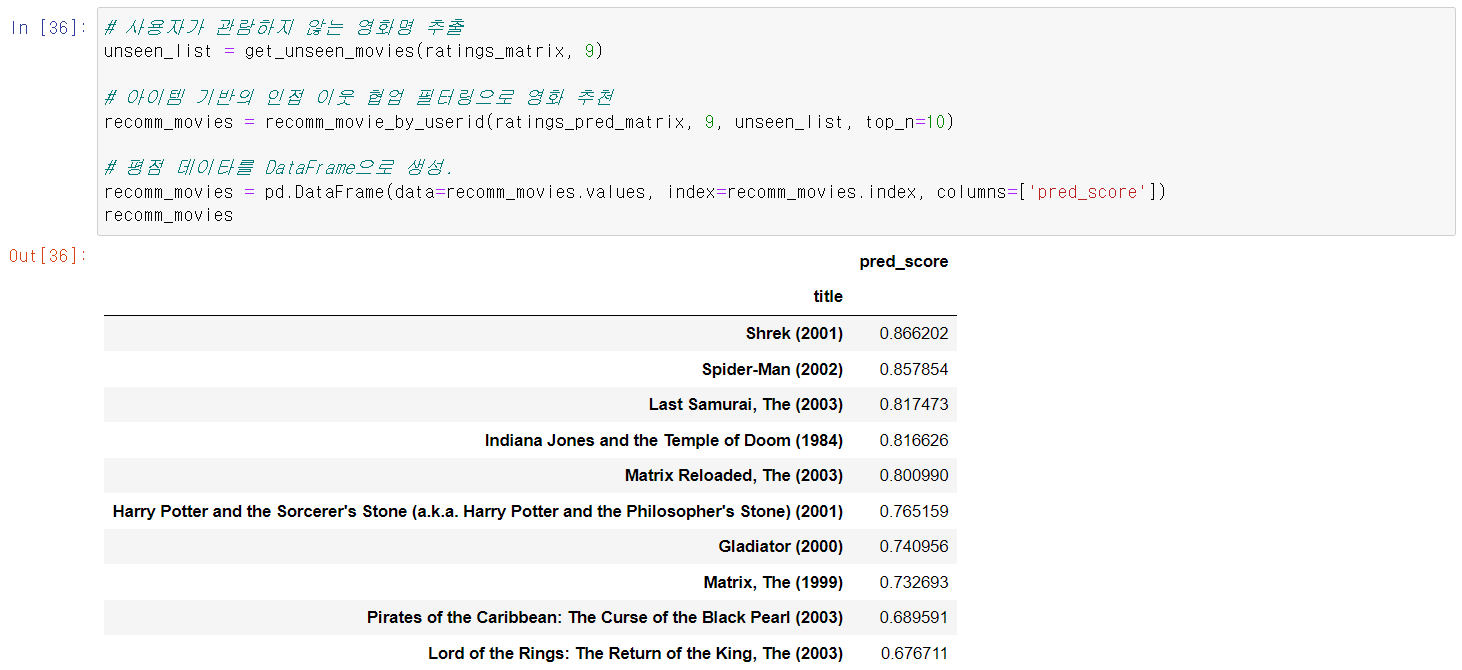 In [36]:
# 사용자가 관람하지 않는 영화명 추출
unseen_list = get_unseen_movies(ratings_matrix, 9)
# 아이템 기반의 인접 이웃 협업 필터링으로 영화 추천
recomm_movies = recomm_movie_by_userid(ratings_pred_matrix, 9, unseen_list, top_n=10)
# 평점 데이타를 DataFrame으로 생성.
recomm_movies = pd.DataFrame(data=recomm_movies.values, index=recomm_movies.index, columns=['pred_score'])
recomm_movies
Out[36]:
pred_score
title
Shrek (2001) 0.866202
Spider-Man (2002) 0.857854
Last Samurai, The (2003) 0.817473
Indiana Jones and the Temple of Doom (1984) 0.816626
Matrix Reloaded, The (2003) 0.800990
Harry Potter and the Sorcerer's Stone (a.k.a. Harry Potter and the Philosopher's Stone) (2001) 0.765159
Gladiator (2000) 0.740956
Matrix, The (1999) 0.732693
Pirates of the Caribbean: The Curse of the Black Pearl (2003) 0.689591
Lord of the Rings: The Return of the King, The (2003) 0.676711